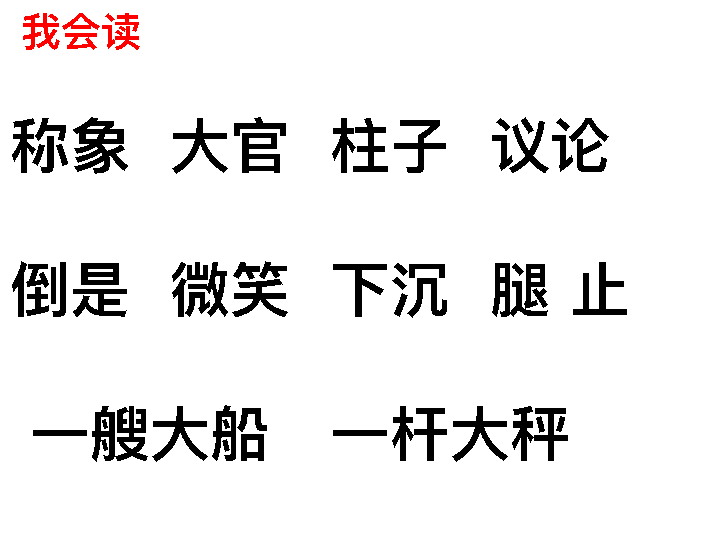 我会读
称象 大官 柱子 议论
倒是 微笑 下沉 腿 止
一艘大船 一杆大秤